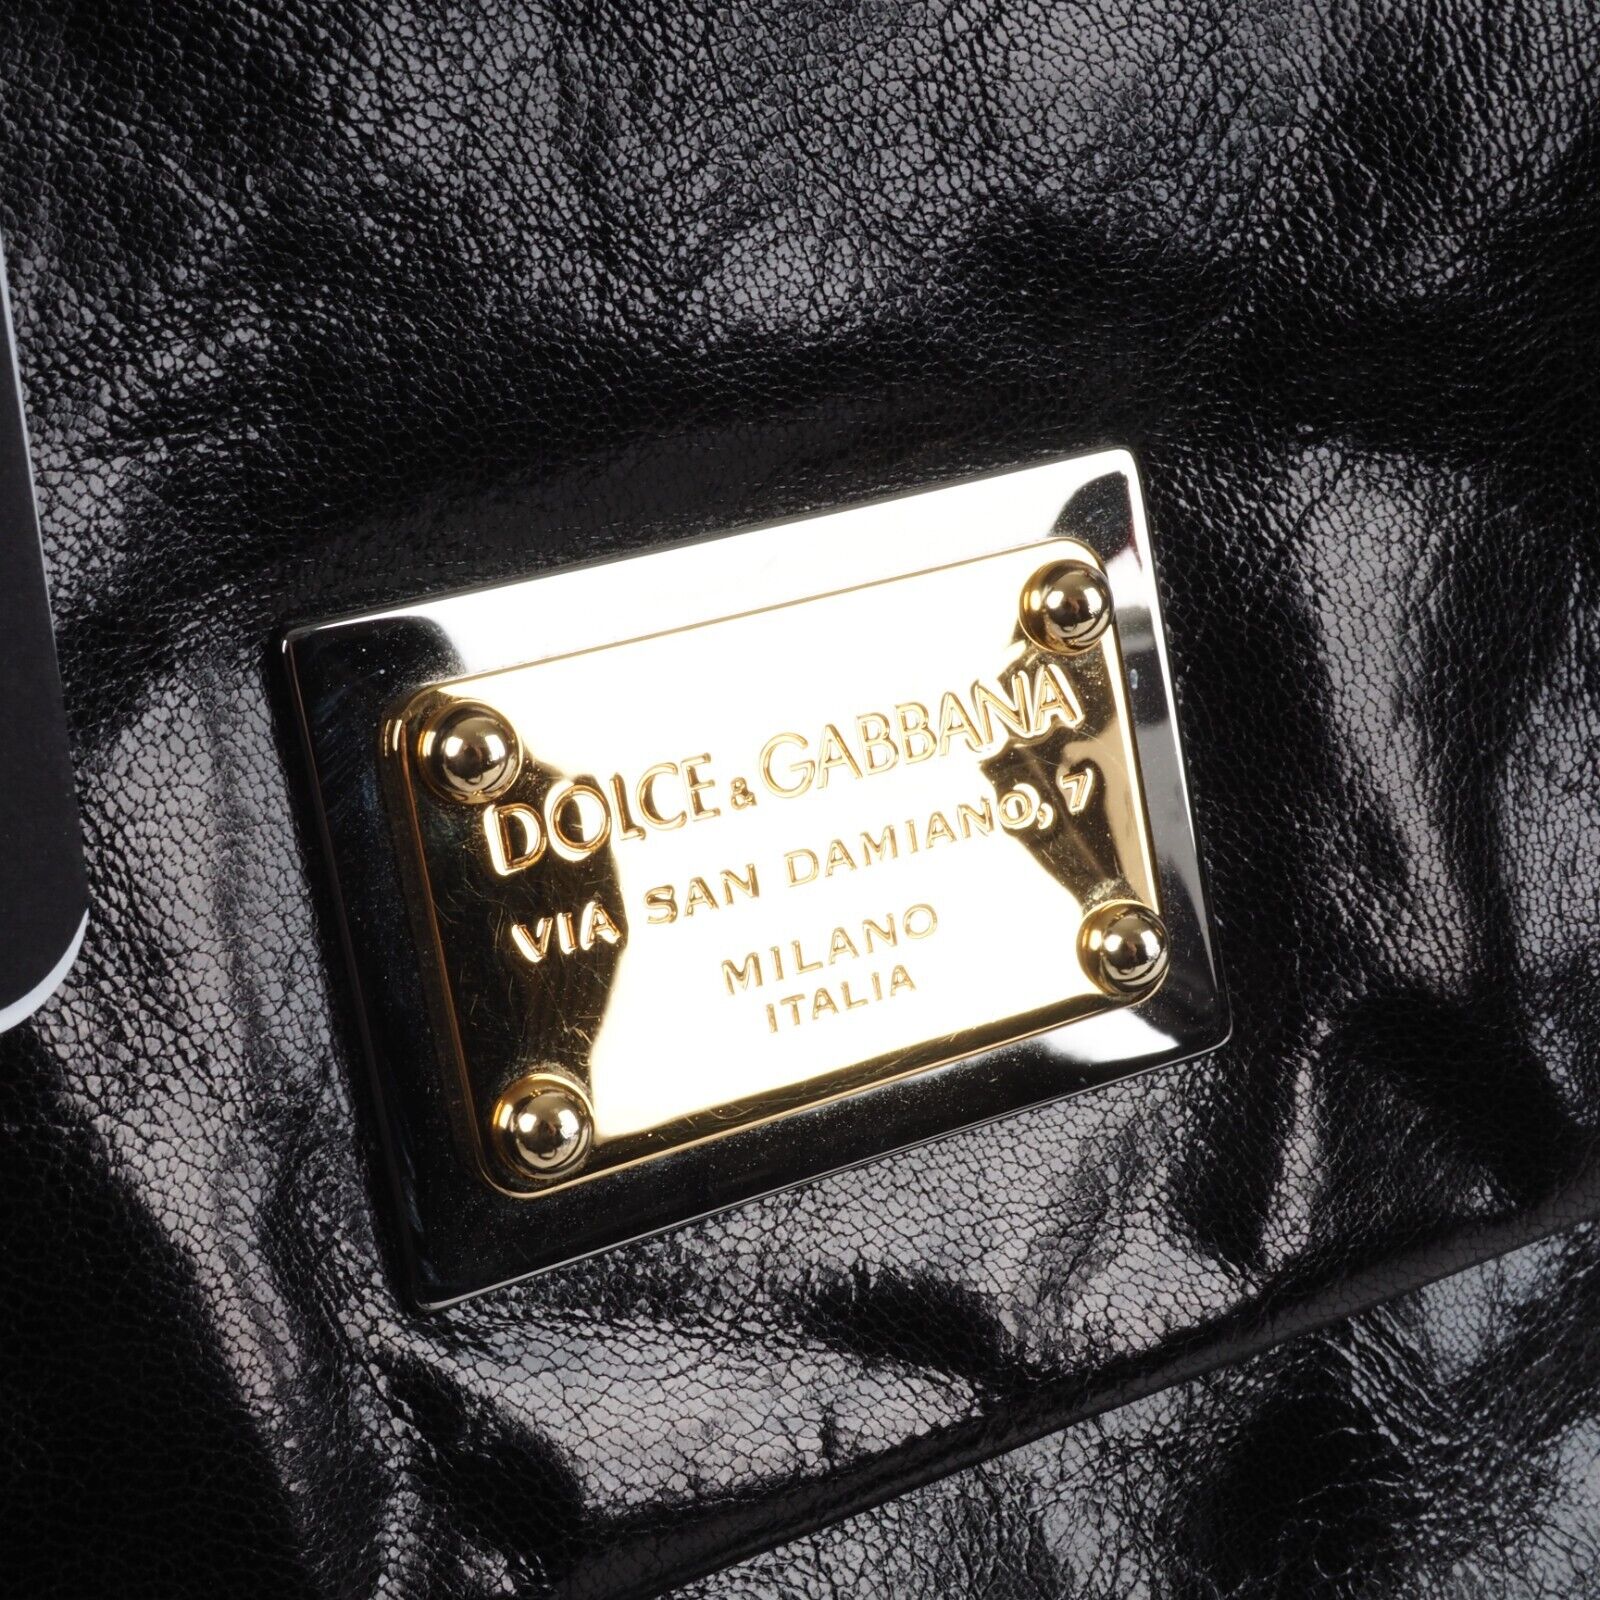 DOLCE & GABBANA
VIA SAN DAMIANO, 7
MILANO
ITALIA